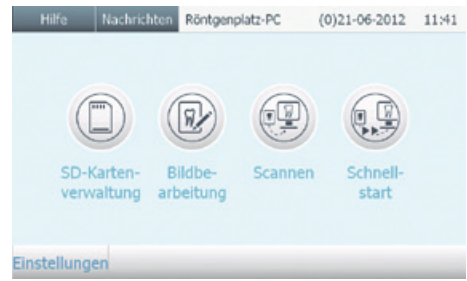 Hilfe Nachrichten Röntgenplatz-PC (0)21-06-2012 11:41
SD-Karten-
verwaltung
Bildbe-
arbeitung
Scannen
Schnell-
start
Einstellungen